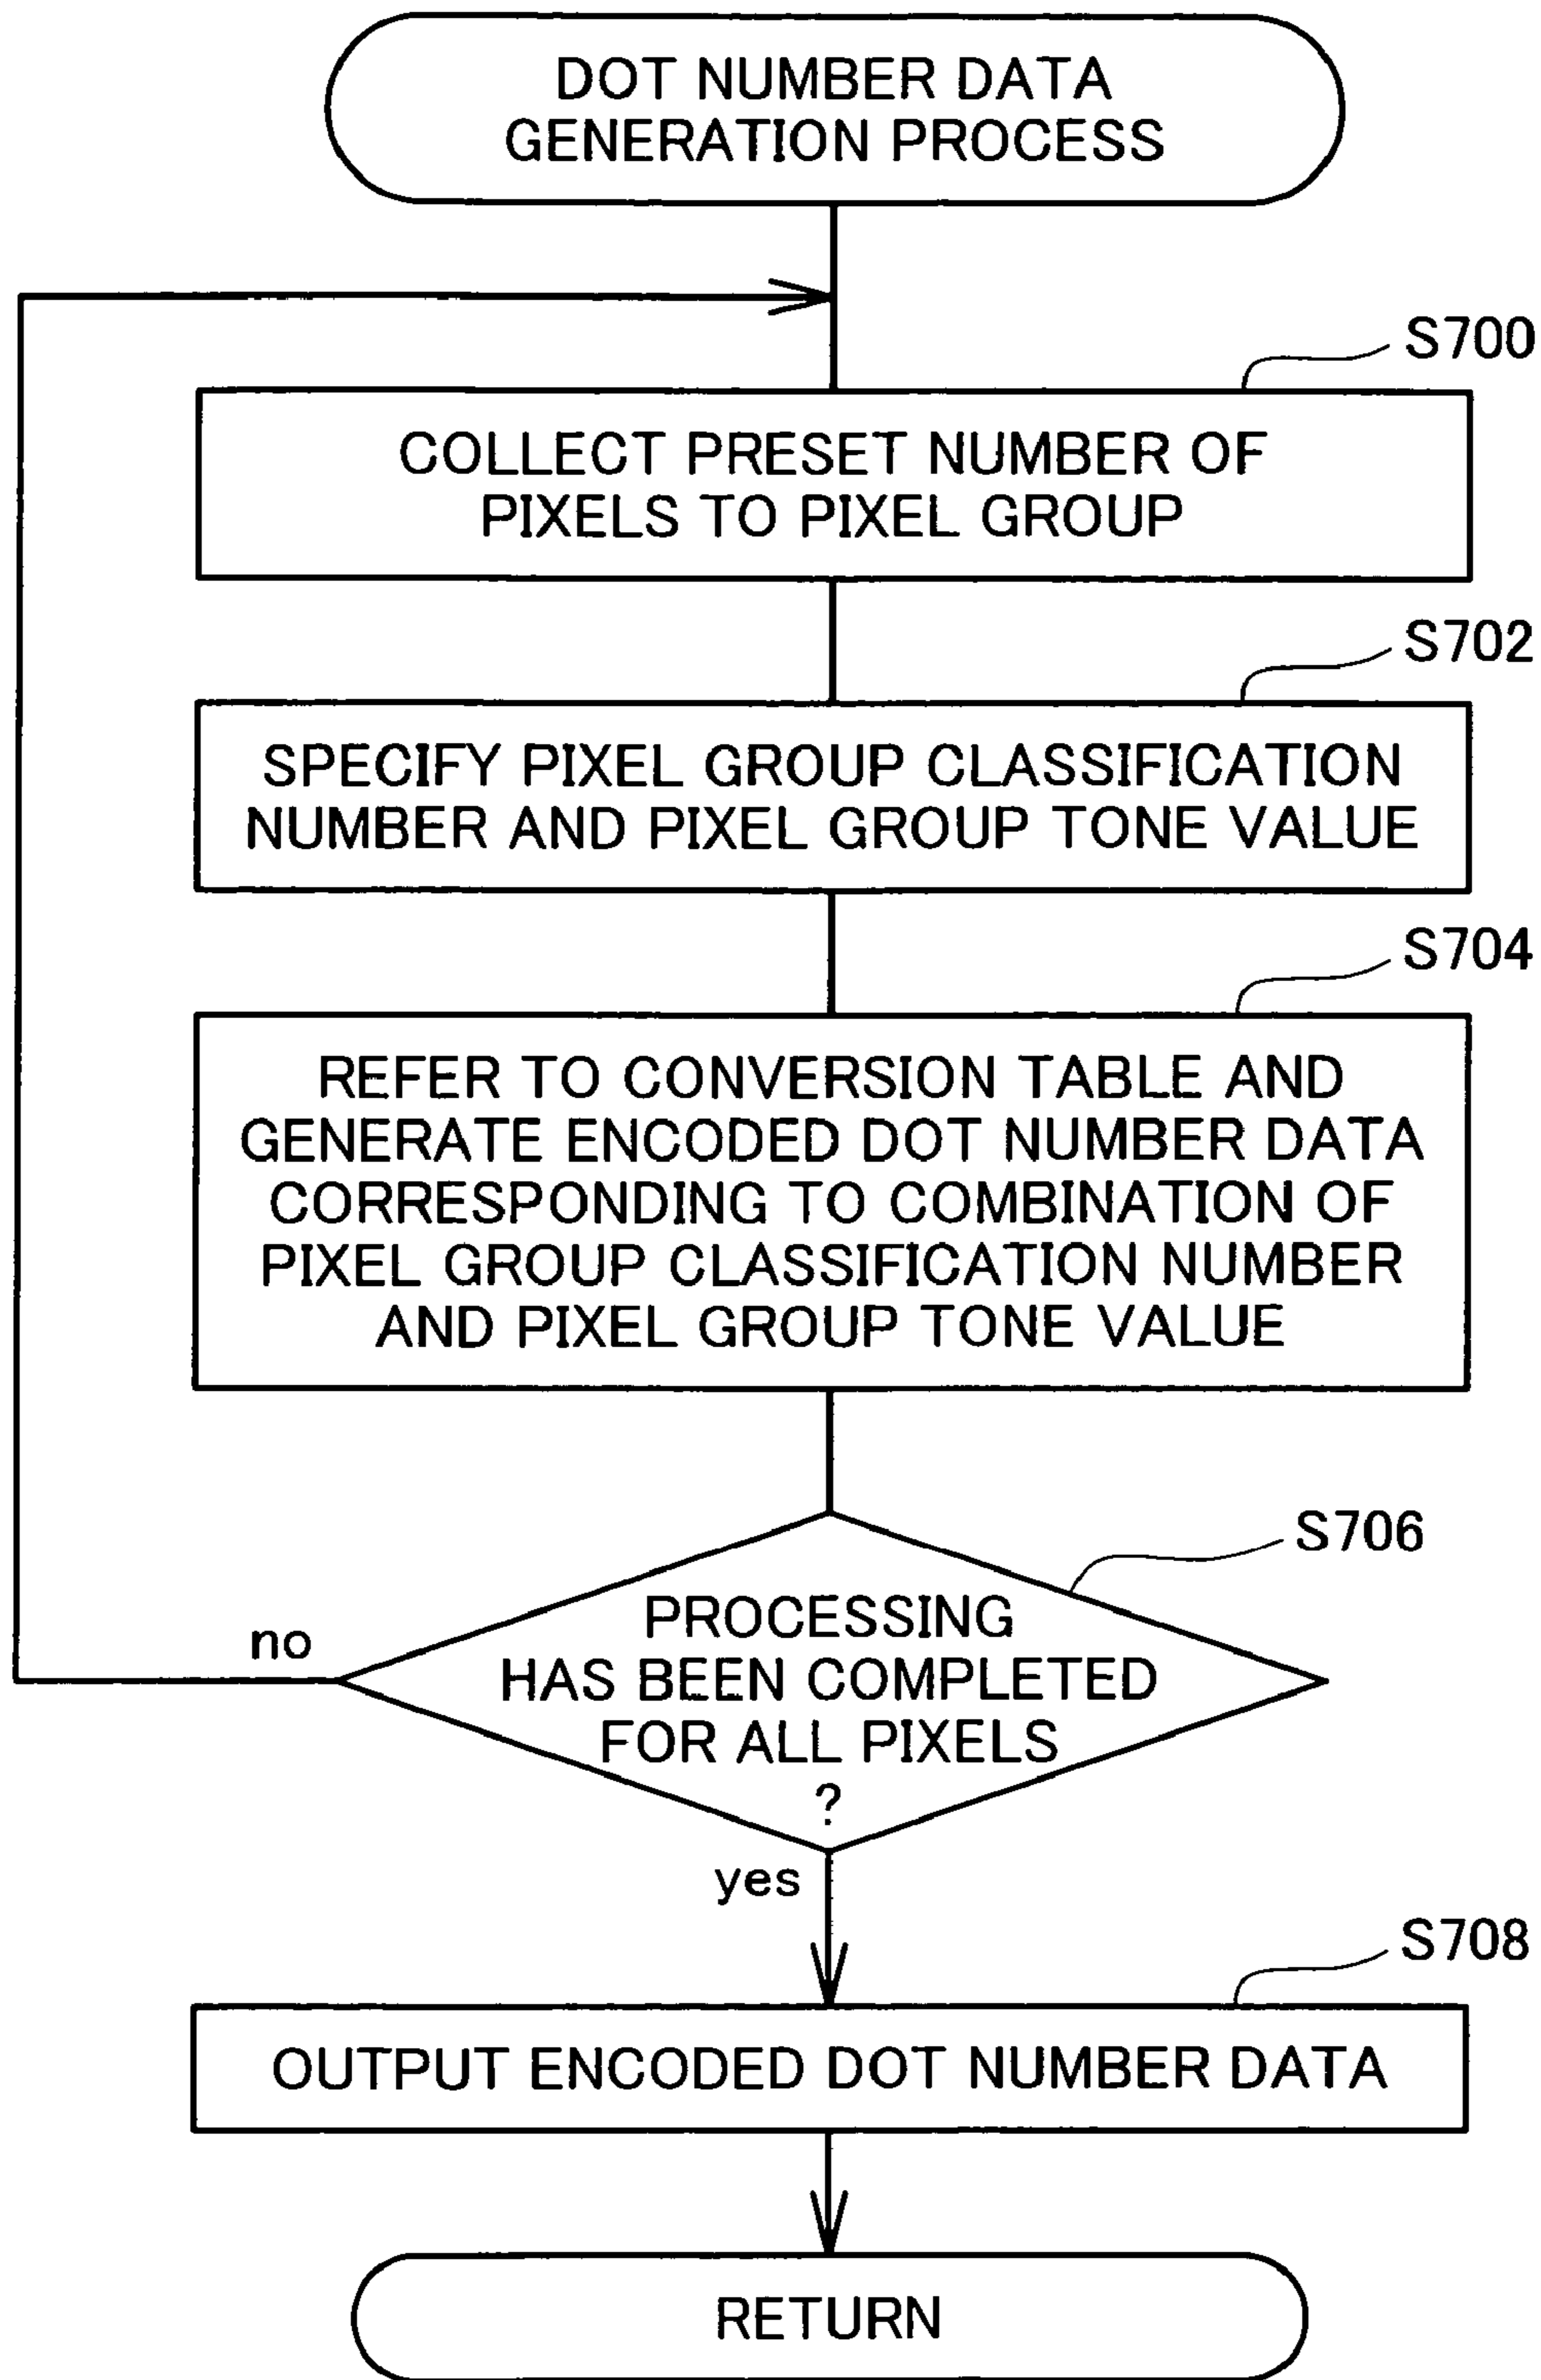 DOT NUMBER DATA
GENERATION PROCESS
S700
COLLECT PRESET NUMBER OF
PIXELS TO PIXEL GROUP
S702
SPECIFY PIXEL GROUP CLASSIFICATION
NUMBER AND PIXEL GROUP TONE VALUE
S704
REFER TO CONVERSION TABLE AND
GENERATE ENCODED DOT NUMBER DATA
CORRESPONDING TO COMBINATION OF
PIXEL GROUP CLASSIFICATION NUMBER
AND PIXEL GROUP TONE VALUE
S706
PROCESSING
HAS BEEN COMPLETED
FOR ALL PIXELS
?
no
yes
S708
OUTPUT ENCODED DOT NUMBER DATA
RETURN